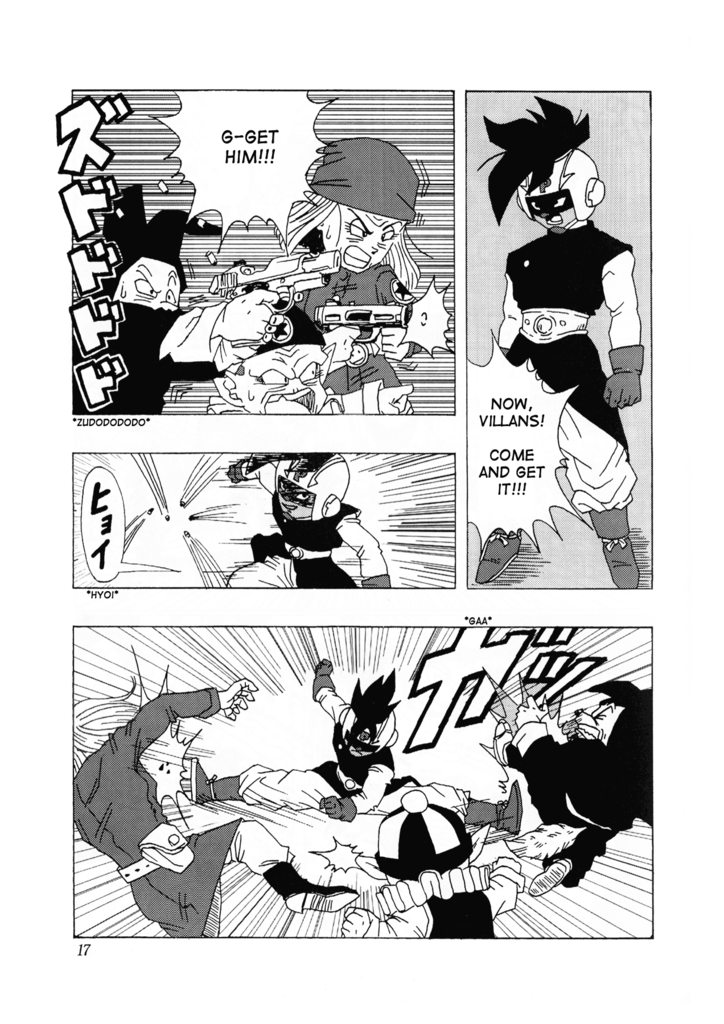 NOW,
VILLANS!
COME
AND GET
IT!!!
G-GET
HIM!!!
ズドドドド
*ZUDODODODO*
ヒョイ
*HYOI*
*GAA*
ガッ
17